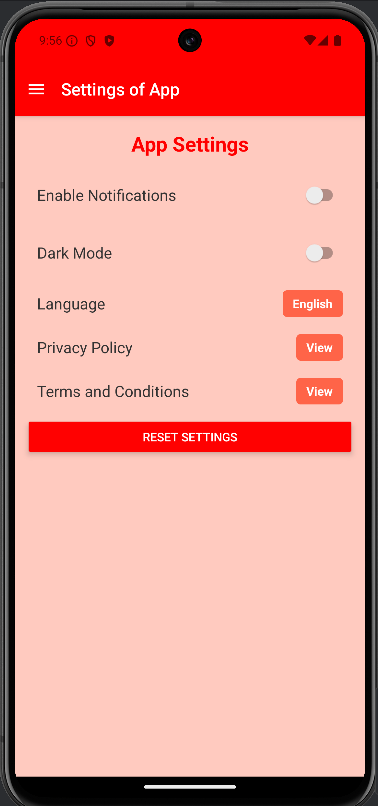 9:56
Settings of App
App Settings
Enable Notifications
Dark Mode
Language English
Privacy Policy View
Terms and Conditions View
RESET SETTINGS